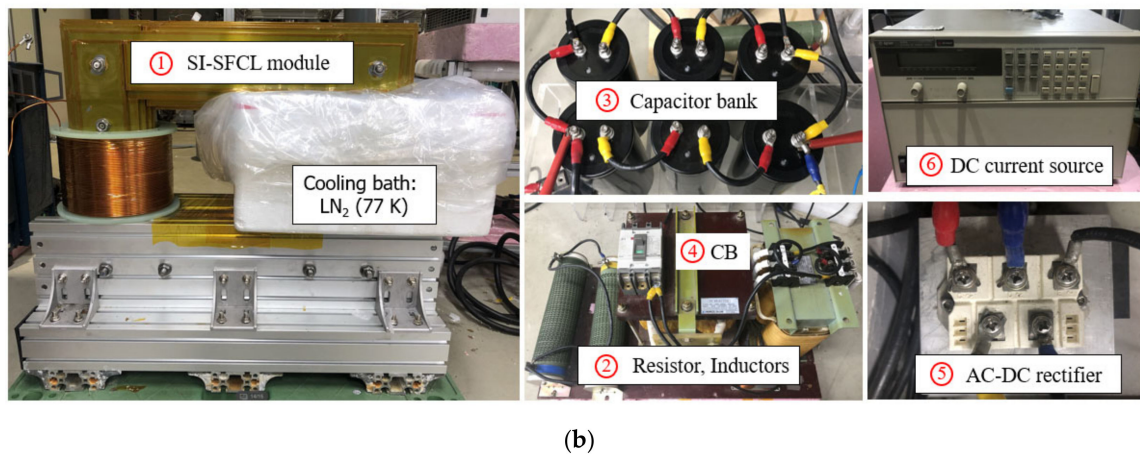 ① SI-SFCL module
Cooling bath:
LN₂ (77 K)
③ Capacitor bank
④ CB
② Resistor, Inductors
⑥ DC current source
⑤ AC-DC rectifier
(b)